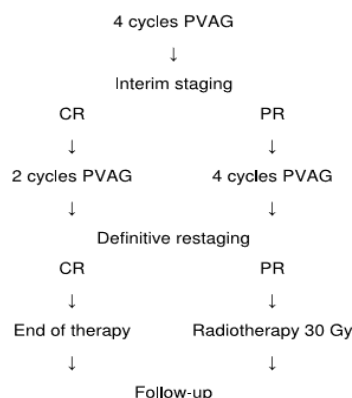 4 cycles PVAG
↓
Interim staging
CR PR
↓ ↓
2 cycles PVAG 4 cycles PVAG
↓ ↓
Definitive restaging
CR PR
↓ ↓
End of therapy Radiotherapy 30 Gy
↓ ↓
Follow-up